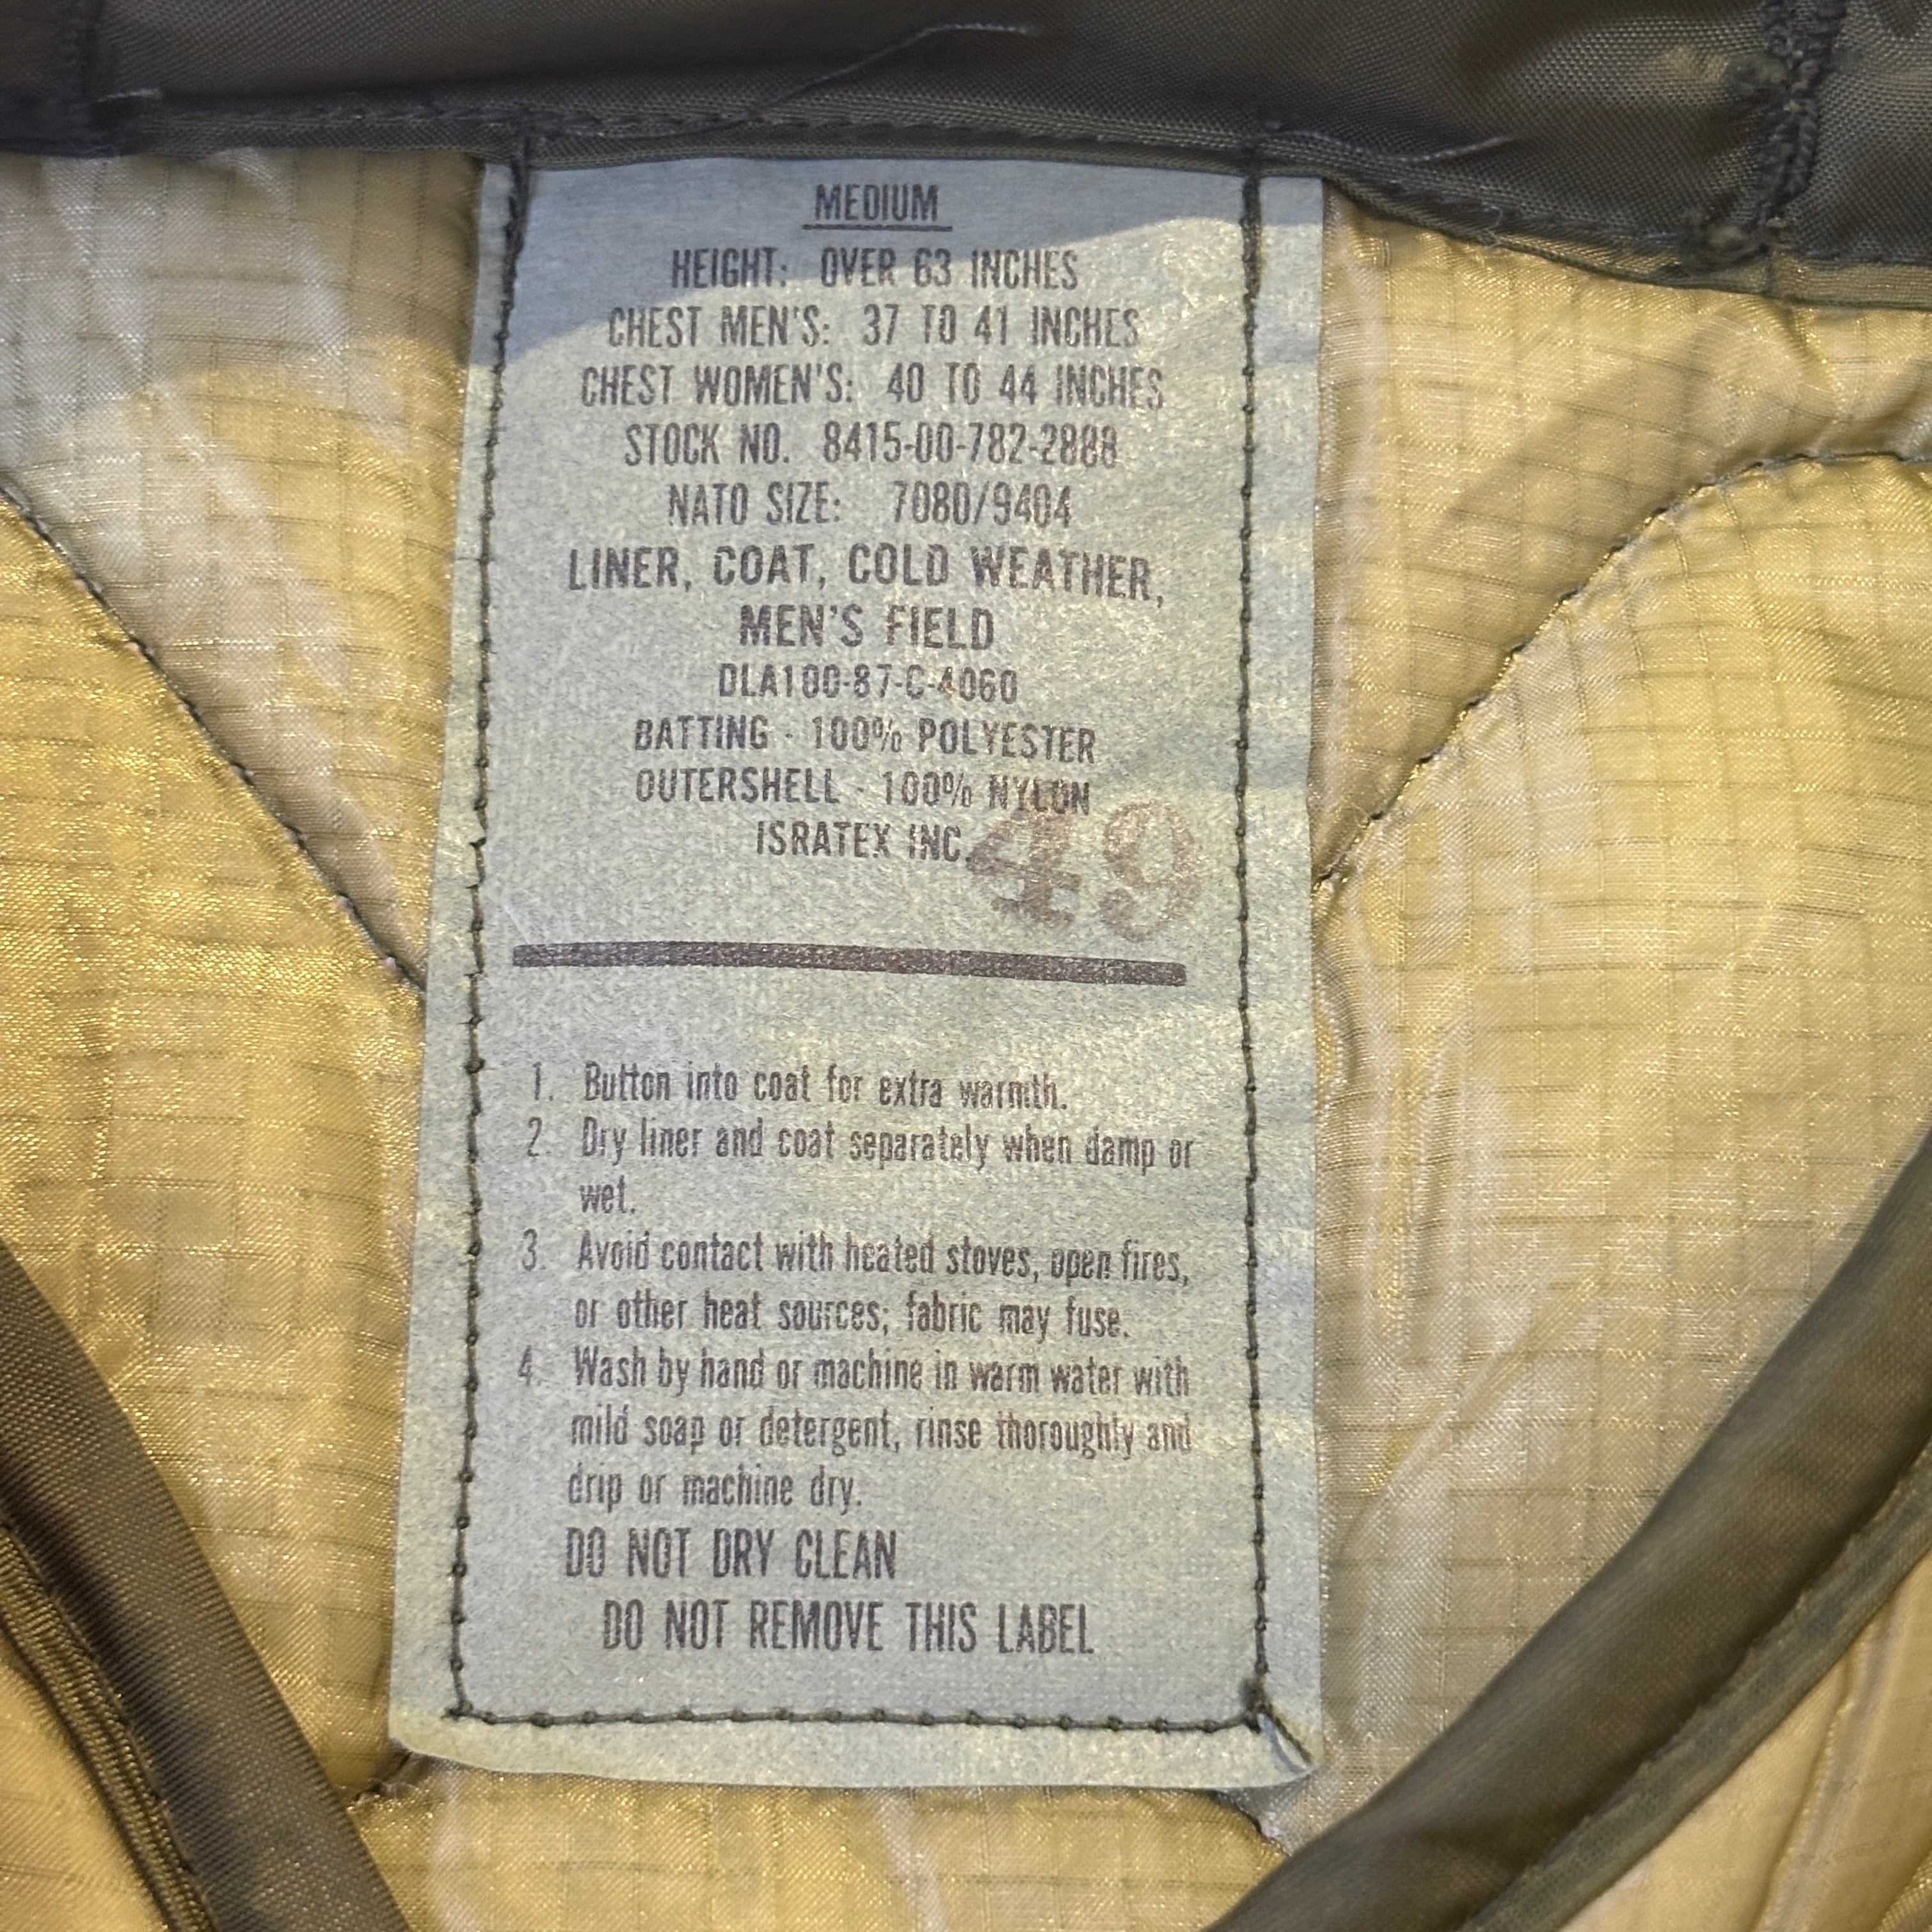 MEDIUM
HEIGHT: OVER 63 INCHES
CHEST MEN'S: 37 TO 41 INCHES
CHEST WOMEN'S: 40 TO 44 INCHES
STOCK NO. 8415-00-782-2888
NATO SIZE: 7080/9404
LINER, COAT, COLD WEATHER,
MEN'S FIELD
DLA100-87-C-4060
BATTING - 100% POLYESTER
OUTERSHELL - 100% NYLON
ISRATEX INC.
49
1. Button into coat for extra warmth.
2. Dry liner and coat separately when damp or
wet.
3. Avoid contact with heated stoves, open fires,
or other heat sources; fabric may fuse.
4. Wash by hand or machine in warm water with
mild soap or detergent, rinse thoroughly and
drip or machine dry.
DO NOT DRY CLEAN
DO NOT REMOVE THIS LABEL